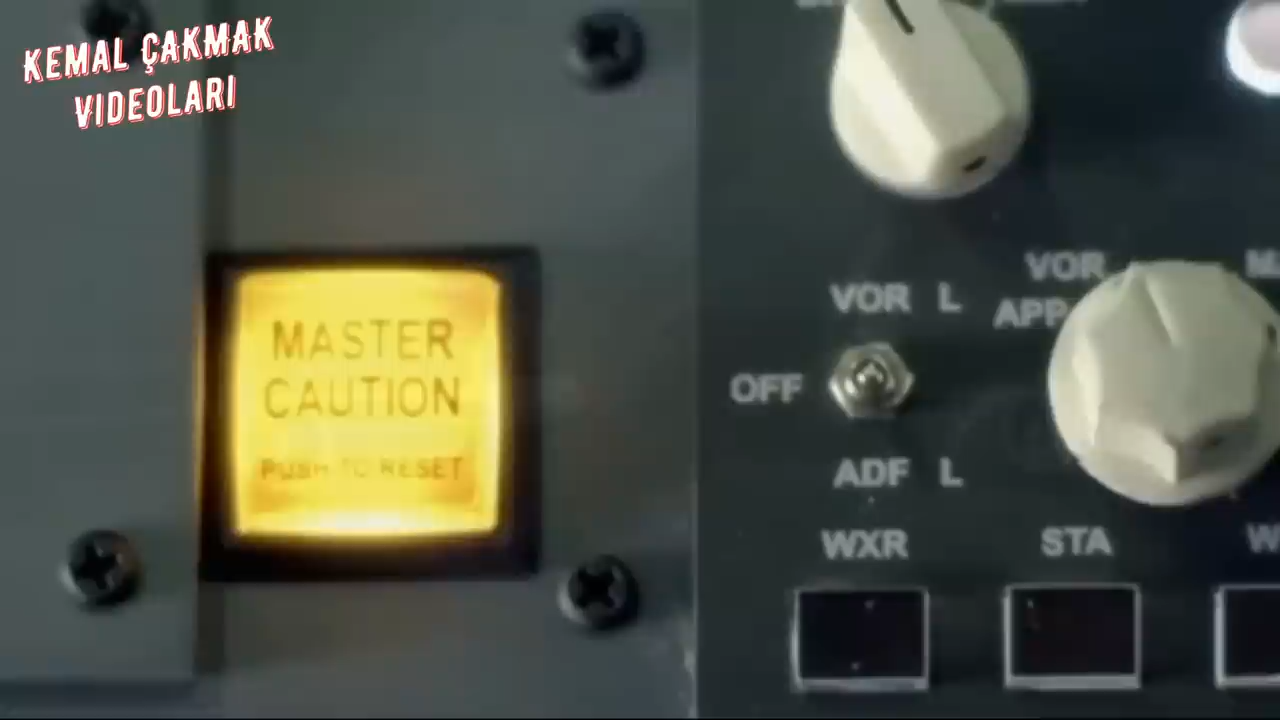 KEMAL ÇAKMAK
VIDEOLARI
MASTER
CAUTION
PUSH TO RESET
VOR L
OFF
ADF L
VOR
APP
WXR
STA